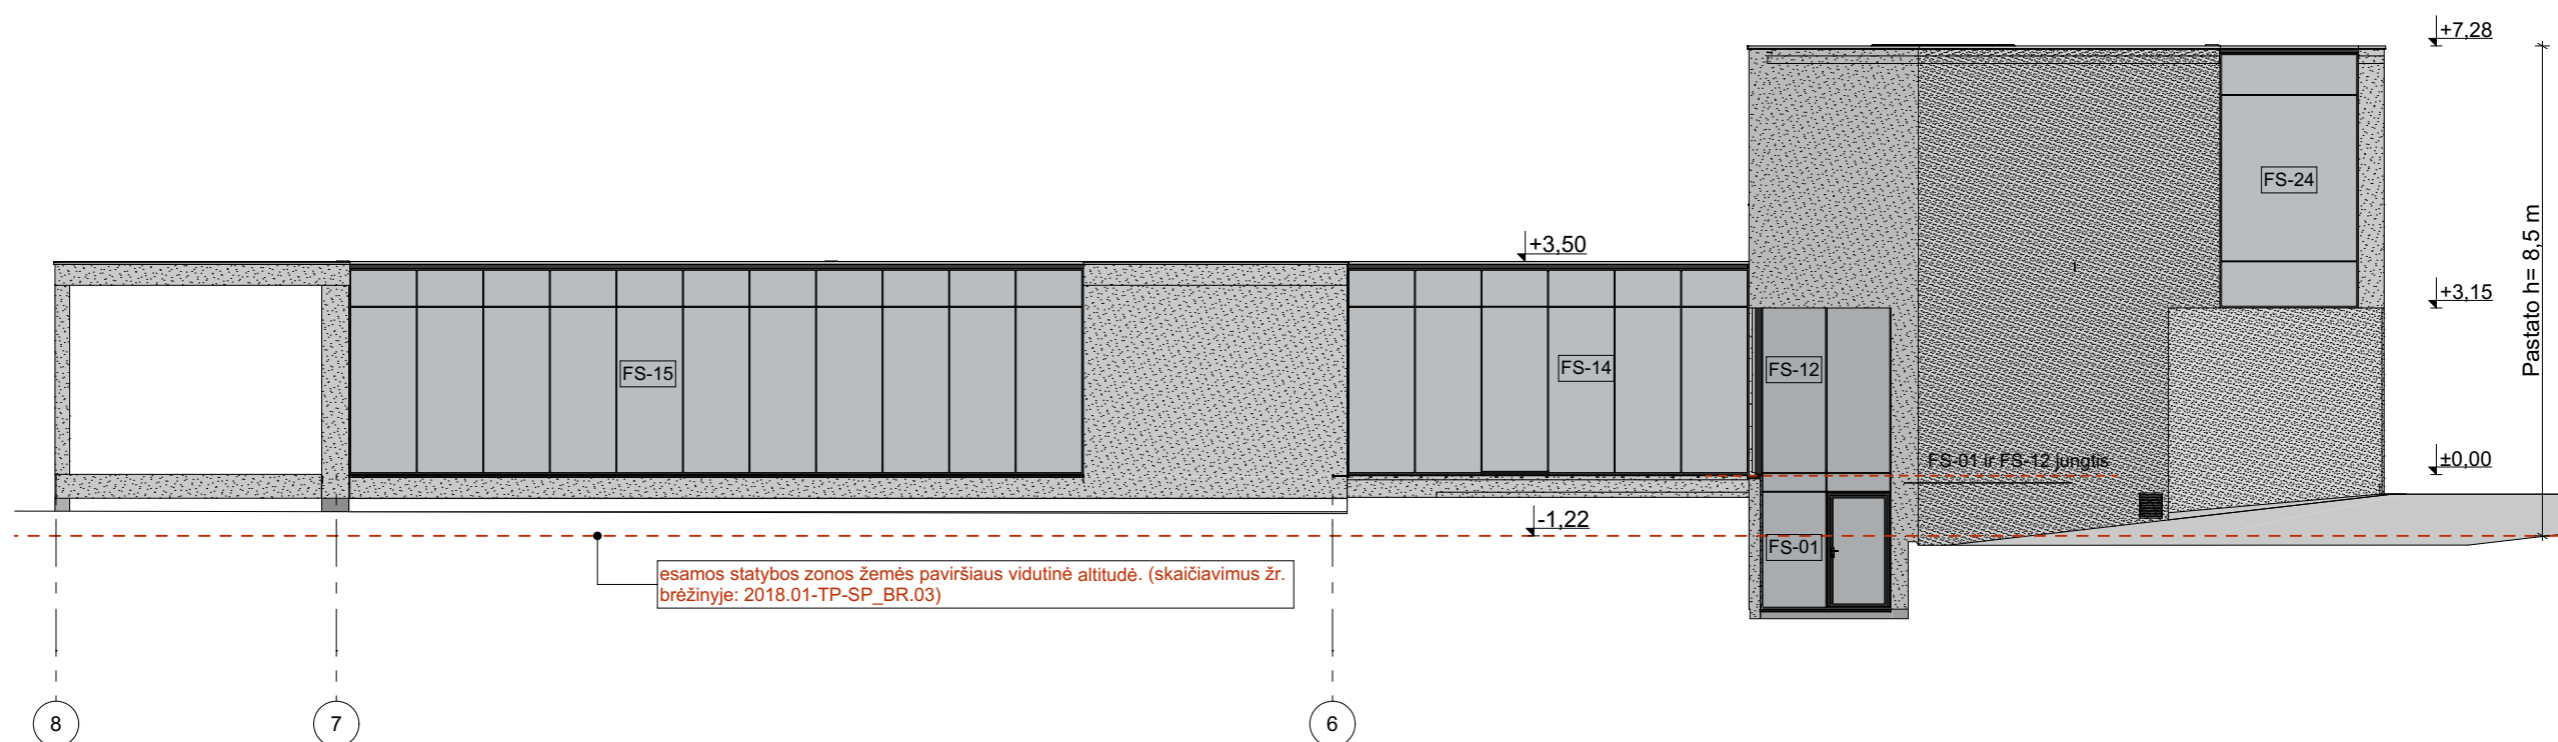 +7,28
FS-24
Pastato h= 8,5 m
+3,50
+3,15
FS-15
FS-14
FS-12
FS-01 ir FS-12 jungtis
±0,00
-1,22
FS-01
esamos statybos zonos žemės paviršiaus vidutinė altitudė. (skaičiavimus žr.
brėžinyje: 2018.01-TP-SP_BR.03)
8
7
6